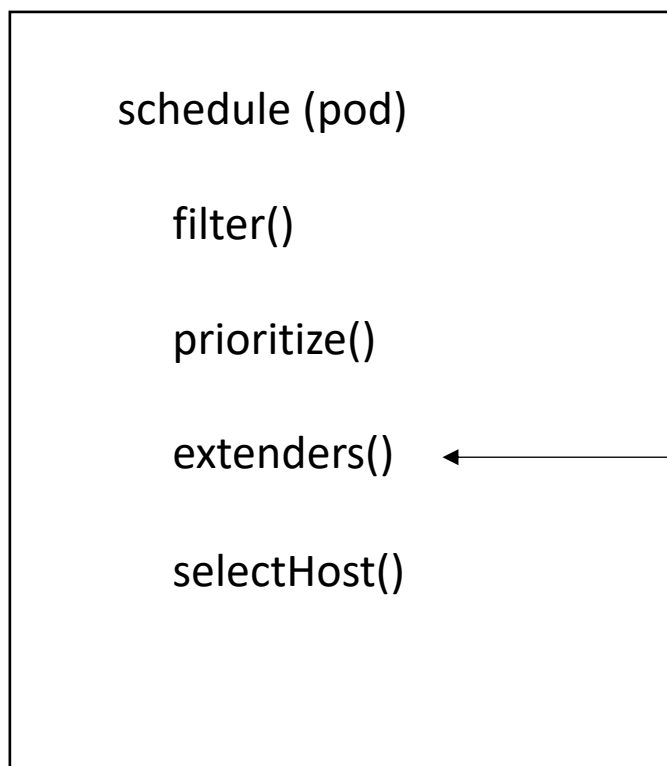 schedule (pod)
filter()
prioritize()
extenders()
selectHost()